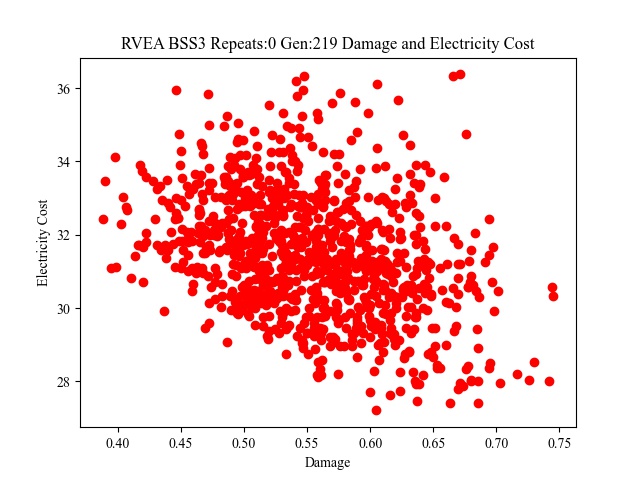 RVEA BSS3 Repeats:0 Gen:219 Damage and Electricity Cost
36
34
32
30
28
Electricity Cost
0.40 0.45 0.50 0.55 0.60 0.65 0.70 0.75
Damage